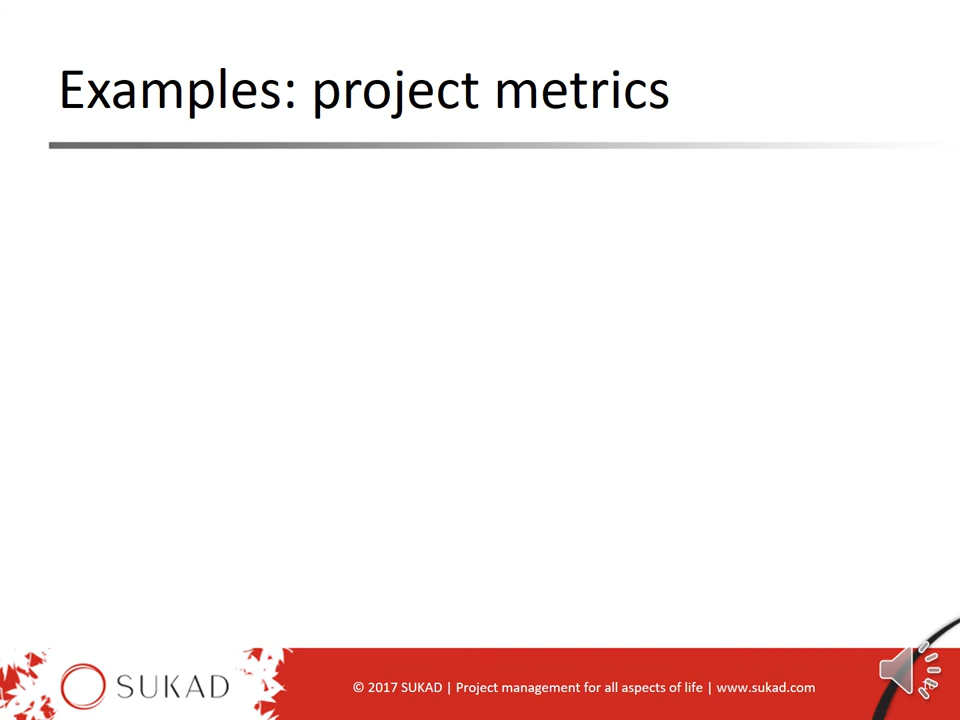 Examples: project metrics
SUKAD
© 2017 SUKAD | Project management for all aspects of life | www.sukad.com